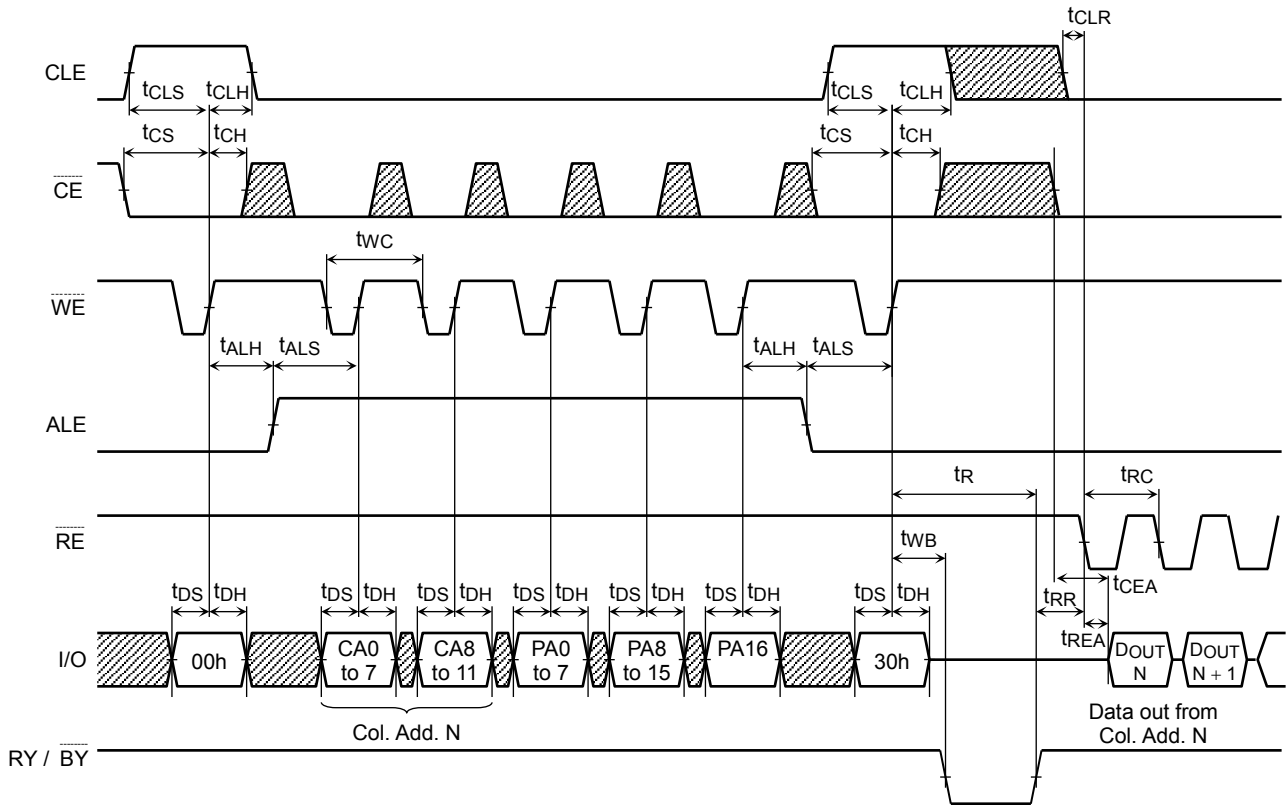 tCLR
CLE
tCLS tCLH tCLS tCLH
tCS tCH tCS tCH
CE
tWC
WE
tALH tALS tALH tALS
ALE
tR tRC
RE
tWB
tDS tDH tDS tDH tDS tDH tDS tDH tDS tDH tDS tDH tDS tDH tRR tCEA
tREA
I/O 00h CA0 to 7 CA8 to 11 PA0 to 7 PA8 to 15 PA16 30h DOUT N DOUT N + 1
Col. Add. N Data out from Col. Add. N
RY / BY